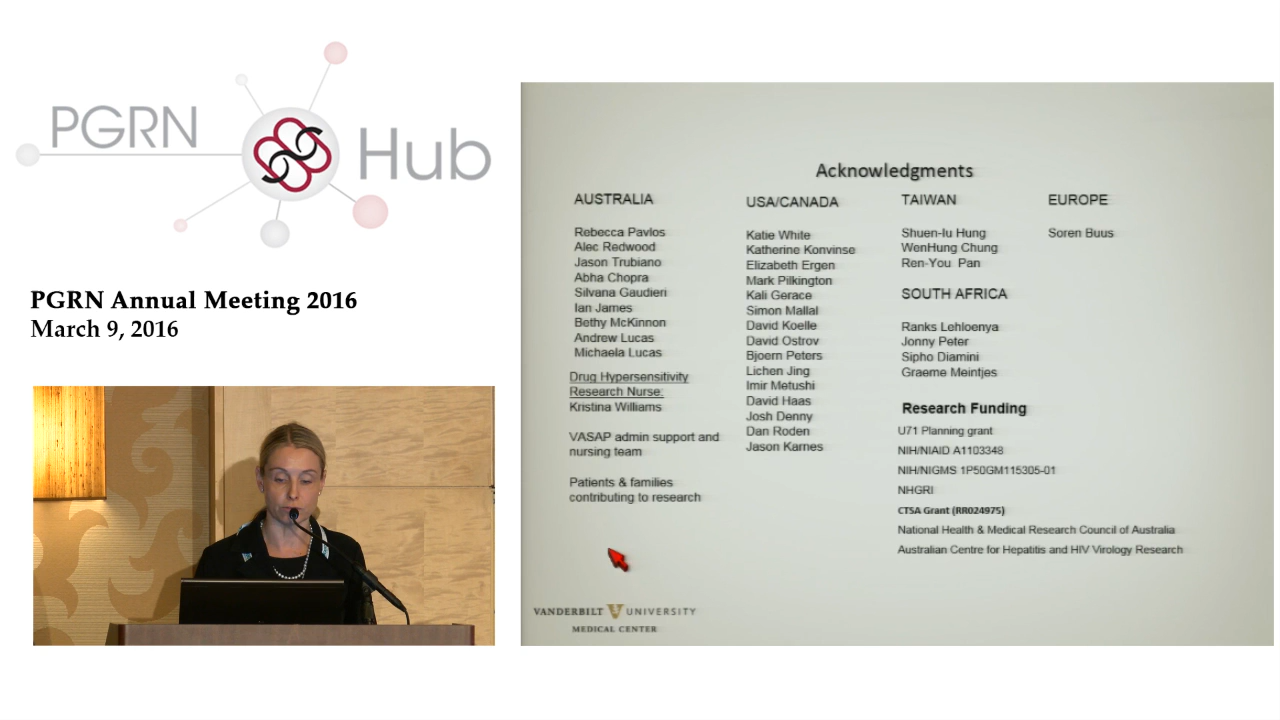 PGRN Hub
PGRN Annual Meeting 2016
March 9, 2016
Acknowledgments
AUSTRALIA
Rebecca Pavlos
Alec Redwood
Jason Trubiano
Abha Chopra
Silvana Gaudieri
Ian James
Bethy McKinnon
Andrew Lucas
Michaela Lucas
Drug Hypersensitivity
Research Nurse:
Kristina Williams
VASAP admin support and
nursing team
Patients & families
contributing to research
USA/CANADA
Katie White
Katherine Konvinse
Elizabeth Ergen
Mark Pilkington
Kali Gerace
Simon Mallal
David Koelle
David Ostrov
Bjoern Peters
Lichen Jing
Imir Metushi
David Haas
Josh Denny
Dan Roden
Jason Karnes
TAIWAN
Shuen-Iu Hung
WenHung Chung
Ren-You Pan
SOUTH AFRICA
Ranks Lehloenya
Jonny Peter
Sipho Dlamini
Graeme Meintjes
EUROPE
Soren Buus
Research Funding
U71 Planning grant
NIH/NIAID A1103348
NIH/NIGMS 1P50GM115305-01
NHGRI
CTSA Grant (RR024975)
National Health & Medical Research Council of Australia
Australian Centre for Hepatitis and HIV Virology Research
VANDERBILT V UNIVERSITY
MEDICAL CENTER